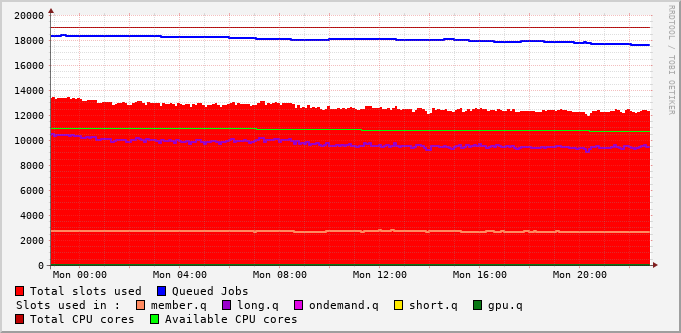 RRDTOOL / TOBI OETIKER
20000
18000
16000
14000
12000
10000
8000
6000
4000
2000
0
Mon 00:00 Mon 04:00 Mon 08:00 Mon 12:00 Mon 16:00 Mon 20:00
Total slots used Queued Jobs
Slots used in : member.q long.q ondemand.q short.q gpu.q
Total CPU cores Available CPU cores